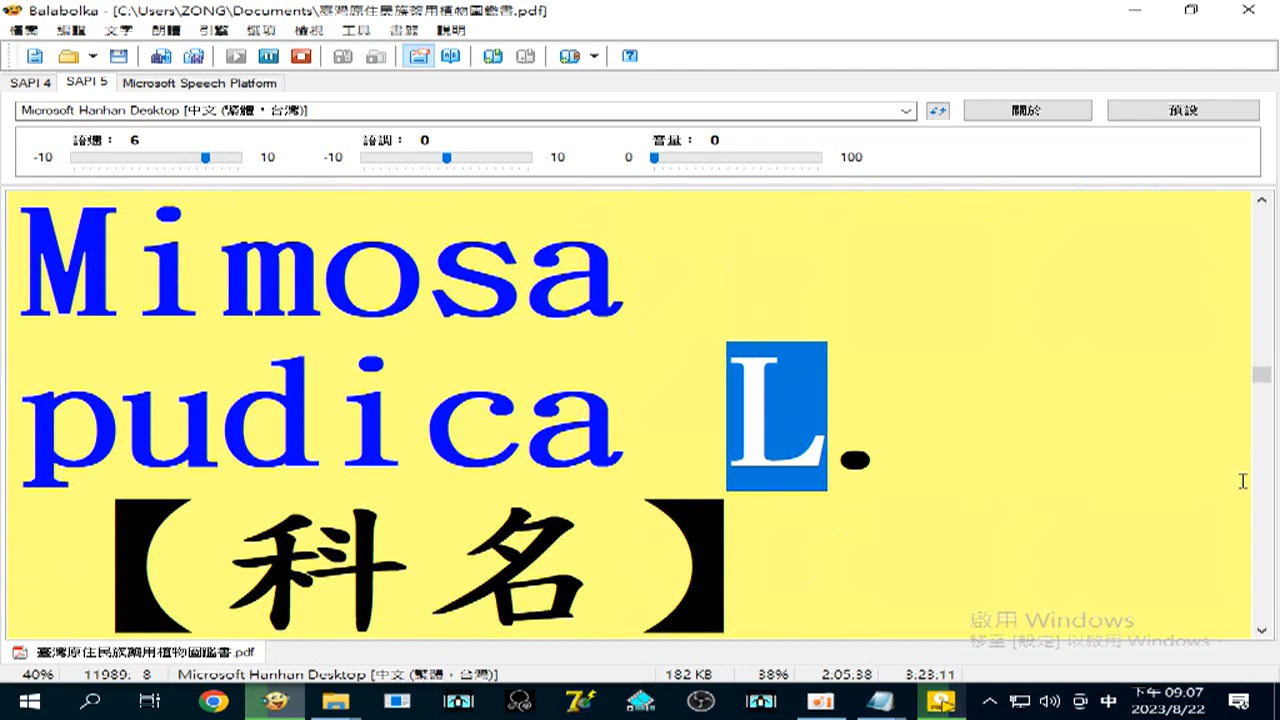 Balabolka - [C:\Users\ZONG\Documents\臺灣原住民族藥用植物圖鑑書.pdf]
檔案 編輯 文字 朗讀 引擎 選項 檢視 工具 書籤 說明
SAPI 4 SAPI 5 Microsoft Speech Platform
Microsoft Hanhan Desktop [中文 (繁體，台灣)] 關於 預設
語速： 6 語調： 0 音量： 0
-10 10 -10 10 0 100
Mimosa
pudica L.
【科名】
啟用 Windows
移至 [設定] 以啟用 Windows。
臺灣原住民族藥用植物圖鑑書.pdf
40% 11989: 8 Microsoft Hanhan Desktop [中文 (繁體，台灣)] 182 KB 38% 2.05.38 3.23.11
中 下午 09:07
2023/8/22